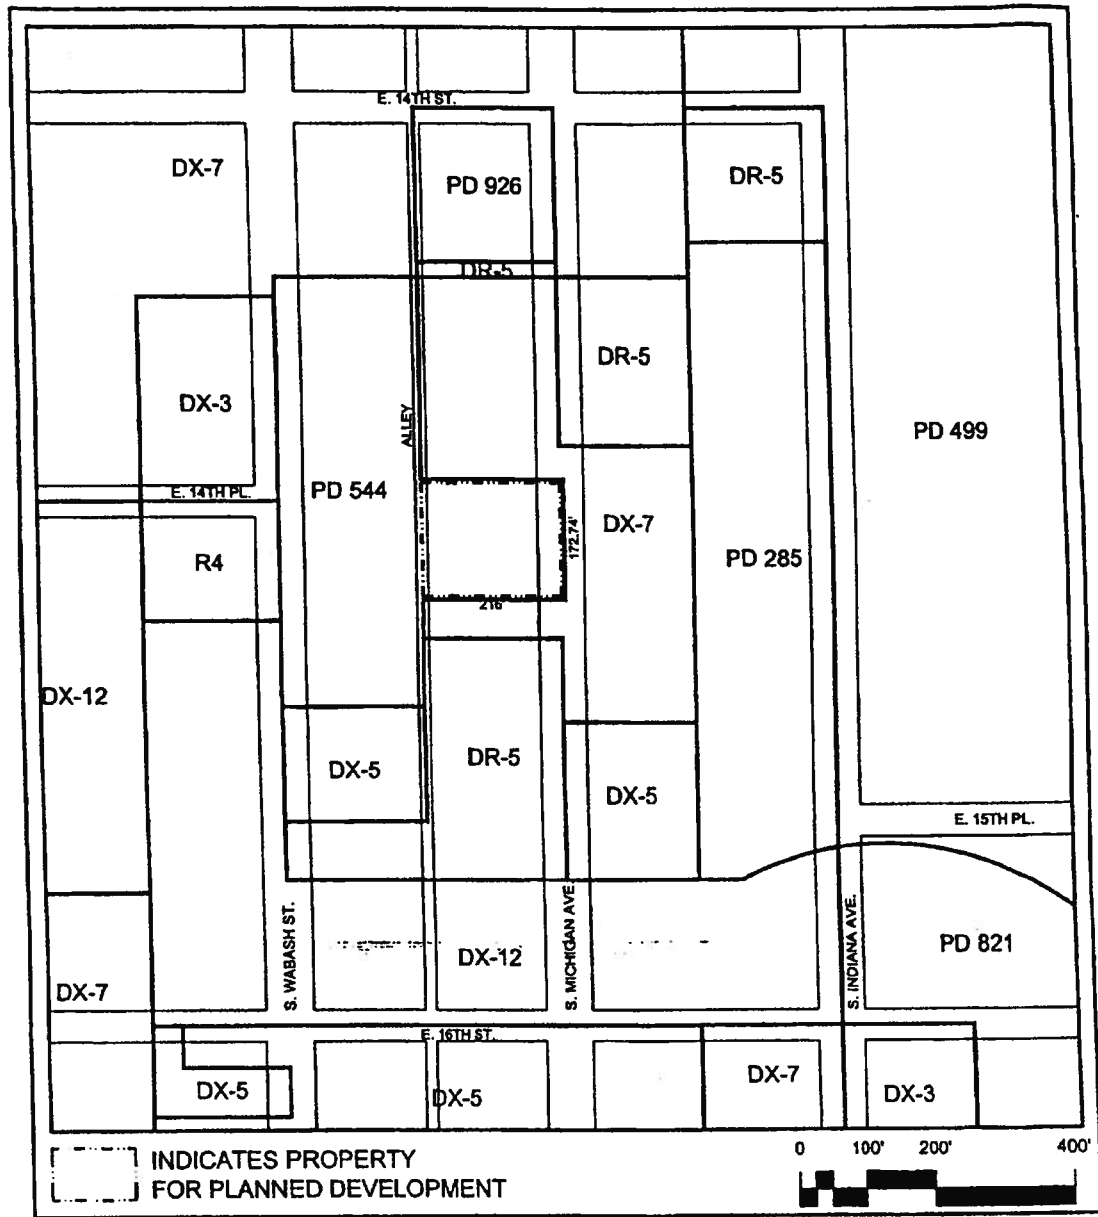 E. 14TH ST.
DX-7
PD 926
DR-5
DR-5
DR-5
DX-3
ALLEY
PD 499
E. 14TH PL.
PD 544
172.74'
DX-7
R4
PD 285
216'
DX-12
DX-5
DR-5
DX-5
E. 15TH PL.
S. WABASH ST.
S. MICHIGAN AVE.
S. INDIANA AVE.
PD 821
DX-12
DX-7
E. 16TH ST.
DX-5
DX-5
DX-7
DX-3
INDICATES PROPERTY
FOR PLANNED DEVELOPMENT
0 100' 200' 400'